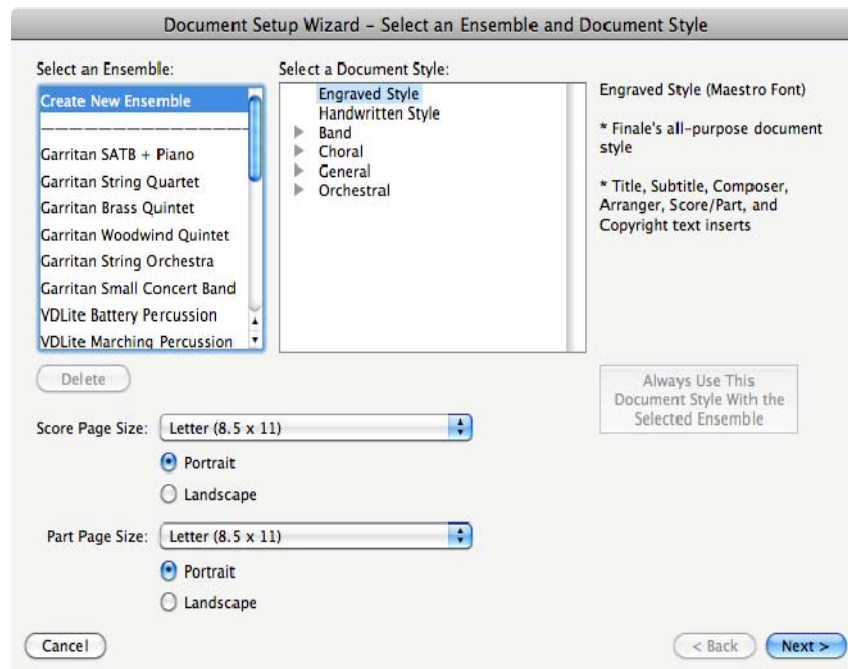 Document Setup Wizard – Select an Ensemble and Document Style
Select an Ensemble:
Create New Ensemble
Garritan SATB + Piano
Garritan String Quartet
Garritan Brass Quintet
Garritan Woodwind Quintet
Garritan String Orchestra
Garritan Small Concert Band
VDLite Battery Percussion
VDLite Marching Percussion
Delete
Select a Document Style:
Engraved Style
Handwritten Style
Band
Choral
General
Orchestral
Engraved Style (Maestro Font)
* Finale's all-purpose document
style
* Title, Subtitle, Composer,
Arranger, Score/Part, and
Copyright text inserts
Always Use This
Document Style With the
Selected Ensemble
Score Page Size: Letter (8.5 x 11)
Portrait
Landscape
Part Page Size: Letter (8.5 x 11)
Portrait
Landscape
Cancel
< Back
Next >